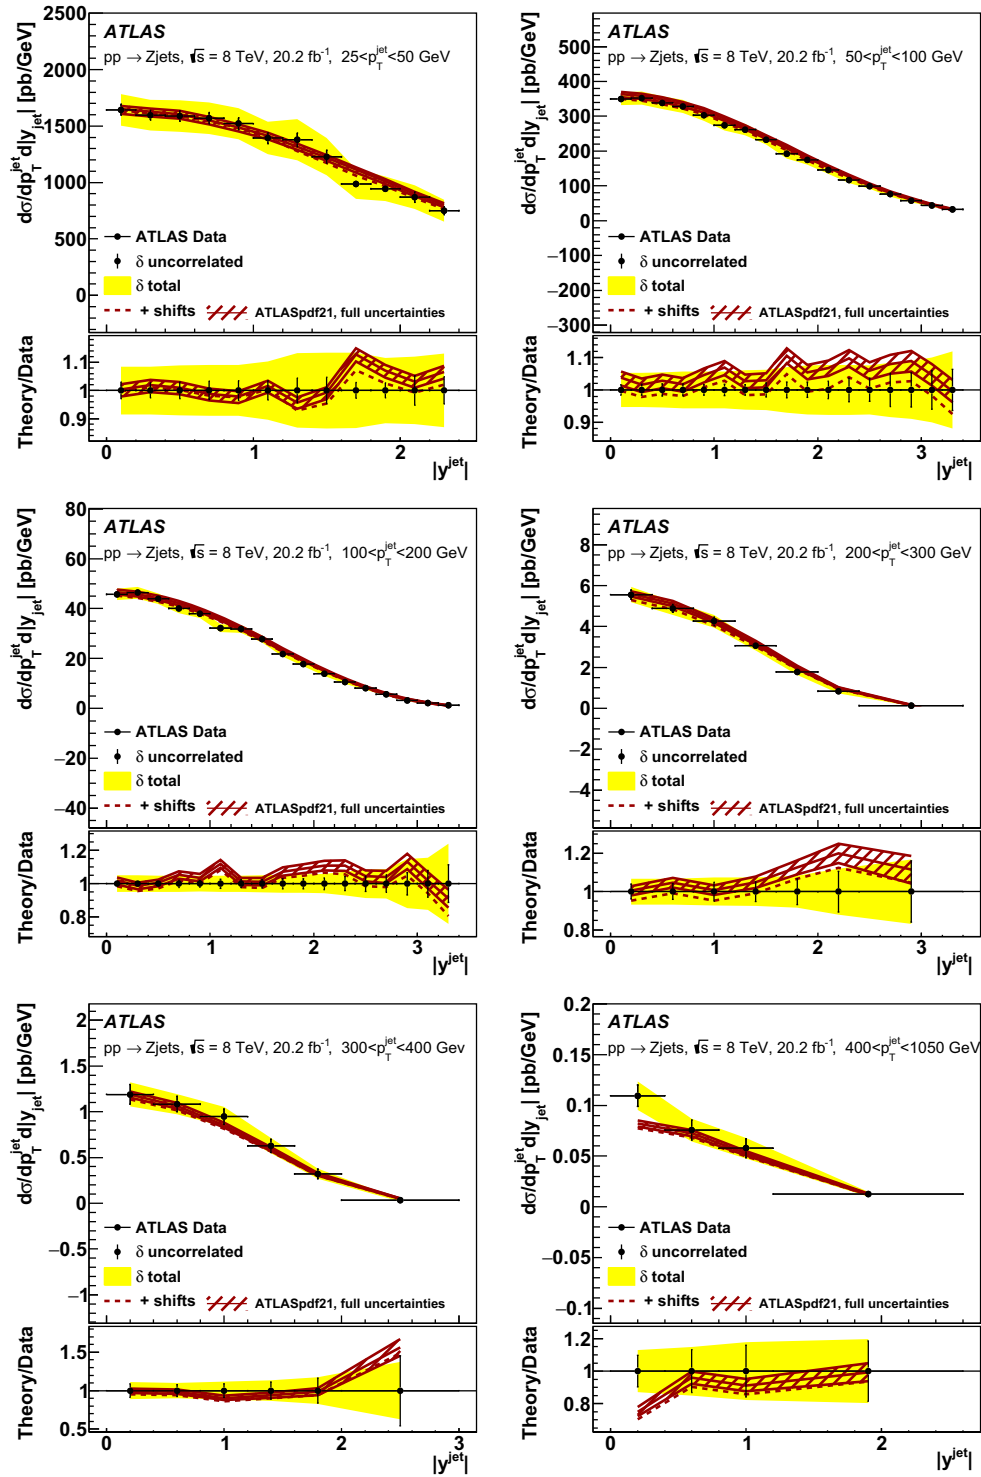 ATLAS
pp → Zjets, √s = 8 TeV, 20.2 fb⁻¹, 25<p_T^jet<50 GeV
dσ/dp_T^jet d|y_jet| [pb/GeV]
2500
2000
1500
1000
500
0
ATLAS Data
δ uncorrelated
δ total
+ shifts
ATLASpdf21, full uncertainties
Theory/Data
1.1
1
0.9
0 1 2
|y^jet|
ATLAS
pp → Zjets, √s = 8 TeV, 20.2 fb⁻¹, 50<p_T^jet<100 GeV
dσ/dp_T^jet d|y_jet| [pb/GeV]
500
400
300
200
100
0
−100
−200
−300
ATLAS Data
δ uncorrelated
δ total
+ shifts
ATLASpdf21, full uncertainties
Theory/Data
1.1
1
0.9
0 1 2 3
|y^jet|
ATLAS
pp → Zjets, √s = 8 TeV, 20.2 fb⁻¹, 100<p_T^jet<200 GeV
dσ/dp_T^jet d|y_jet| [pb/GeV]
80
60
40
20
0
−20
−40
ATLAS Data
δ uncorrelated
δ total
+ shifts
ATLASpdf21, full uncertainties
Theory/Data
1.2
1
0.8
0 1 2 3
|y^jet|
ATLAS
pp → Zjets, √s = 8 TeV, 20.2 fb⁻¹, 200<p_T^jet<300 GeV
dσ/dp_T^jet d|y_jet| [pb/GeV]
8
6
4
2
0
−2
−4
ATLAS Data
δ uncorrelated
δ total
+ shifts
ATLASpdf21, full uncertainties
Theory/Data
1.2
1
0.8
0 1 2 3
|y^jet|
ATLAS
pp → Zjets, √s = 8 TeV, 20.2 fb⁻¹, 300<p_T^jet<400 Gev
dσ/dp_T^jet d|y_jet| [pb/GeV]
2
1.5
1
0.5
0
−0.5
−1
ATLAS Data
δ uncorrelated
δ total
+ shifts
ATLASpdf21, full uncertainties
Theory/Data
1.5
1
0.5
0 1 2 3
|y^jet|
ATLAS
pp → Zjets, √s = 8 TeV, 20.2 fb⁻¹, 400<p_T^jet<1050 GeV
dσ/dp_T^jet d|y_jet| [pb/GeV]
0.2
0.15
0.1
0.05
0
−0.05
−0.1
ATLAS Data
δ uncorrelated
δ total
+ shifts
ATLASpdf21, full uncertainties
Theory/Data
1.2
1
0.8
0 1 2
|y^jet|